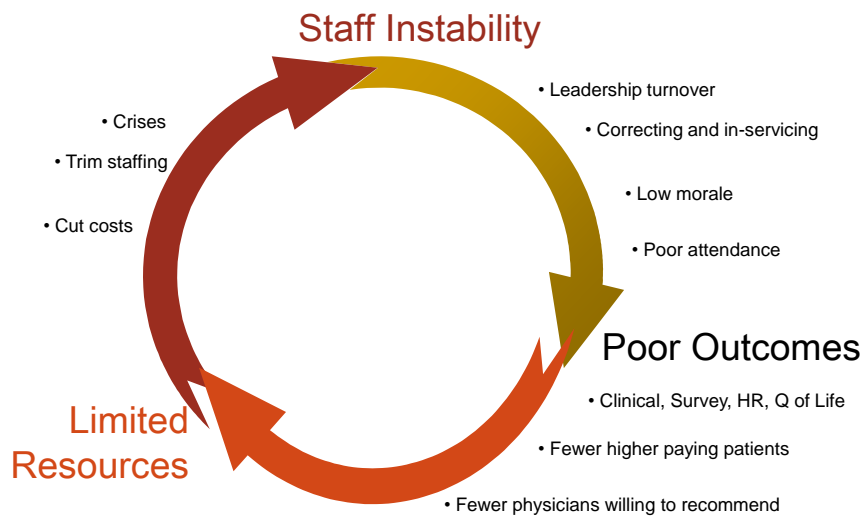 Staff Instability
• Leadership turnover
• Correcting and in-servicing
• Low morale
• Poor attendance
Poor Outcomes
• Clinical, Survey, HR, Q of Life
• Fewer higher paying patients
• Fewer physicians willing to recommend
Limited
Resources
• Cut costs
• Trim staffing
• Crises